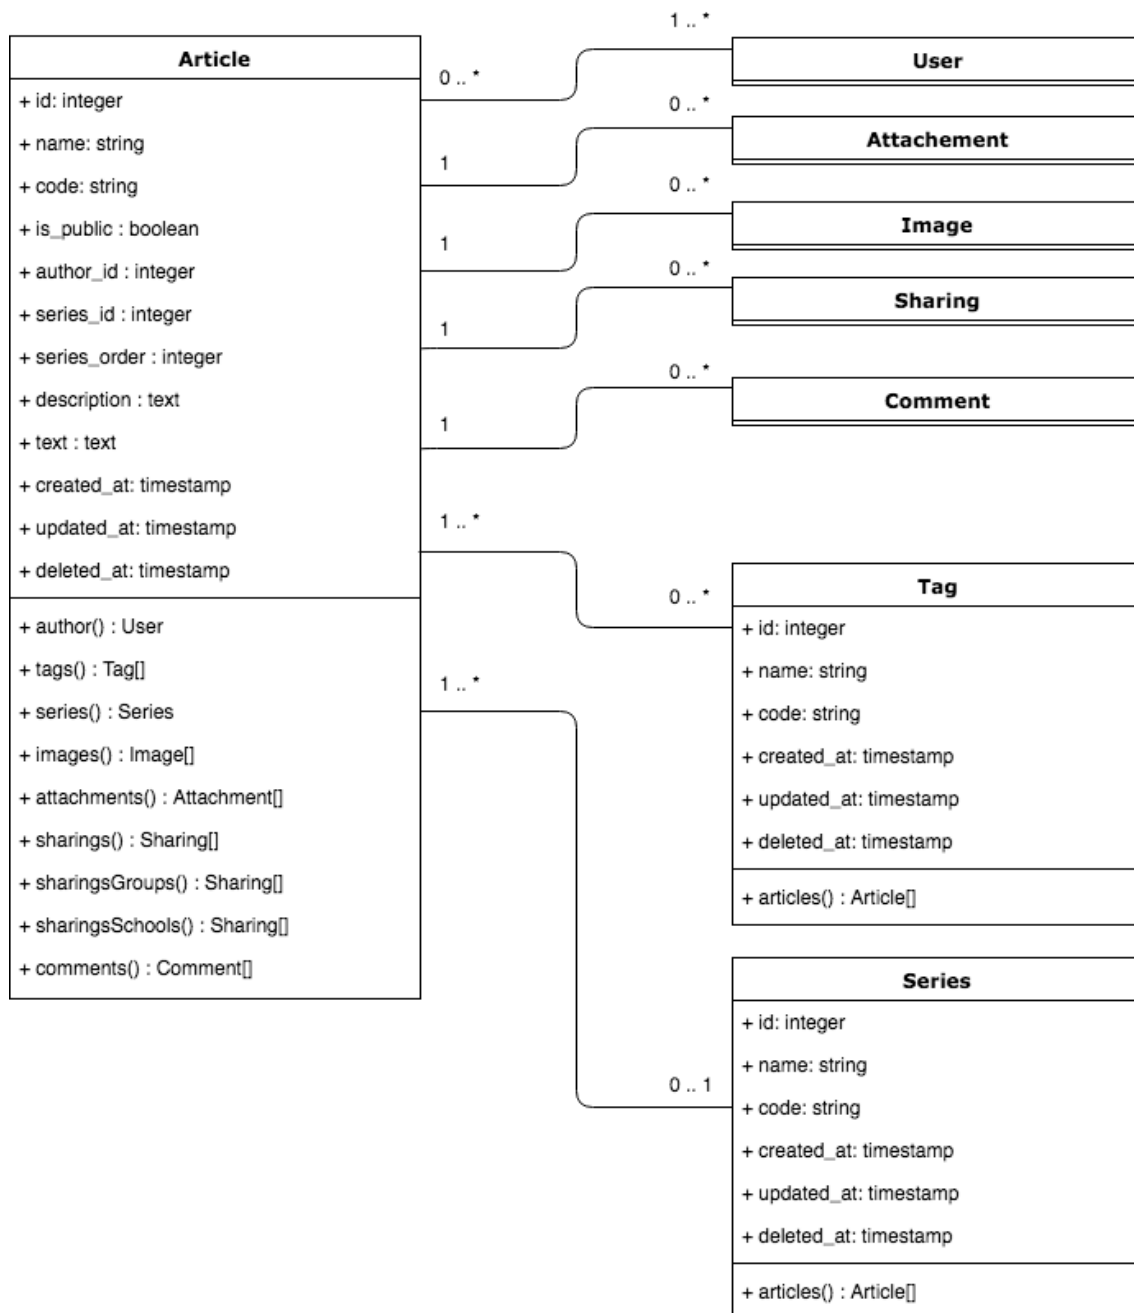 Article
+ id: integer
+ name: string
+ code: string
+ is_public : boolean
+ author_id : integer
+ series_id : integer
+ series_order : integer
+ description : text
+ text : text
+ created_at: timestamp
+ updated_at: timestamp
+ deleted_at: timestamp
+ author() : User
+ tags() : Tag[]
+ series() : Series
+ images() : Image[]
+ attachments() : Attachment[]
+ sharings() : Sharing[]
+ sharingsGroups() : Sharing[]
+ sharingsSchools() : Sharing[]
+ comments() : Comment[]
0 .. *
1 .. *
User
1
0 .. *
Attachement
1
0 .. *
Image
1
0 .. *
Sharing
1
0 .. *
Comment
1 .. *
0 .. *
Tag
+ id: integer
+ name: string
+ code: string
+ created_at: timestamp
+ updated_at: timestamp
+ deleted_at: timestamp
+ articles() : Article[]
1 .. *
0 .. 1
Series
+ id: integer
+ name: string
+ code: string
+ created_at: timestamp
+ updated_at: timestamp
+ deleted_at: timestamp
+ articles() : Article[]